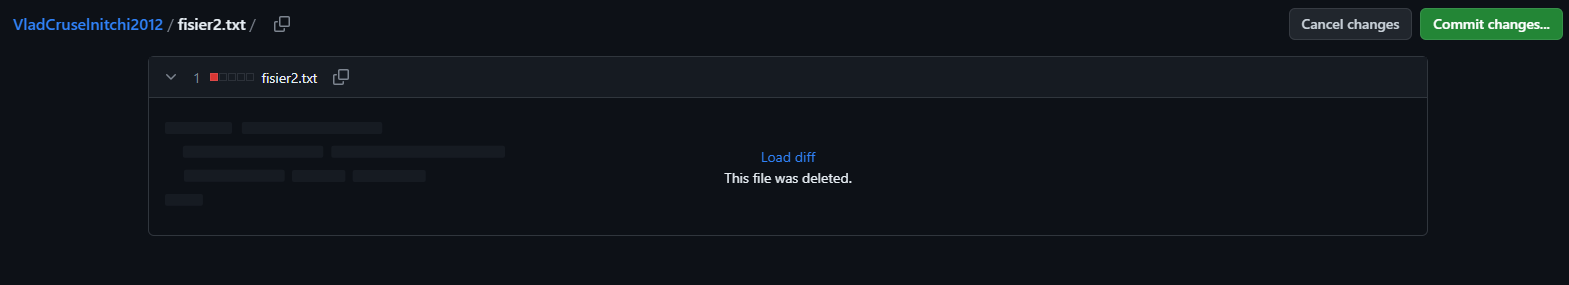 VladCruselnitchi2012 / fisier2.txt /
Cancel changes
Commit changes...
1 fisier2.txt
Load diff
This file was deleted.